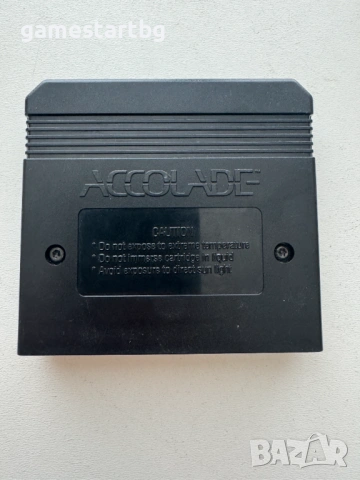 gamestartbg
ACCOLADE
CAUTION
* Do not expose to extreme temperature
* Do not immerse cartridge in liquid
* Avoid exposure to direct sun light
BAZAR